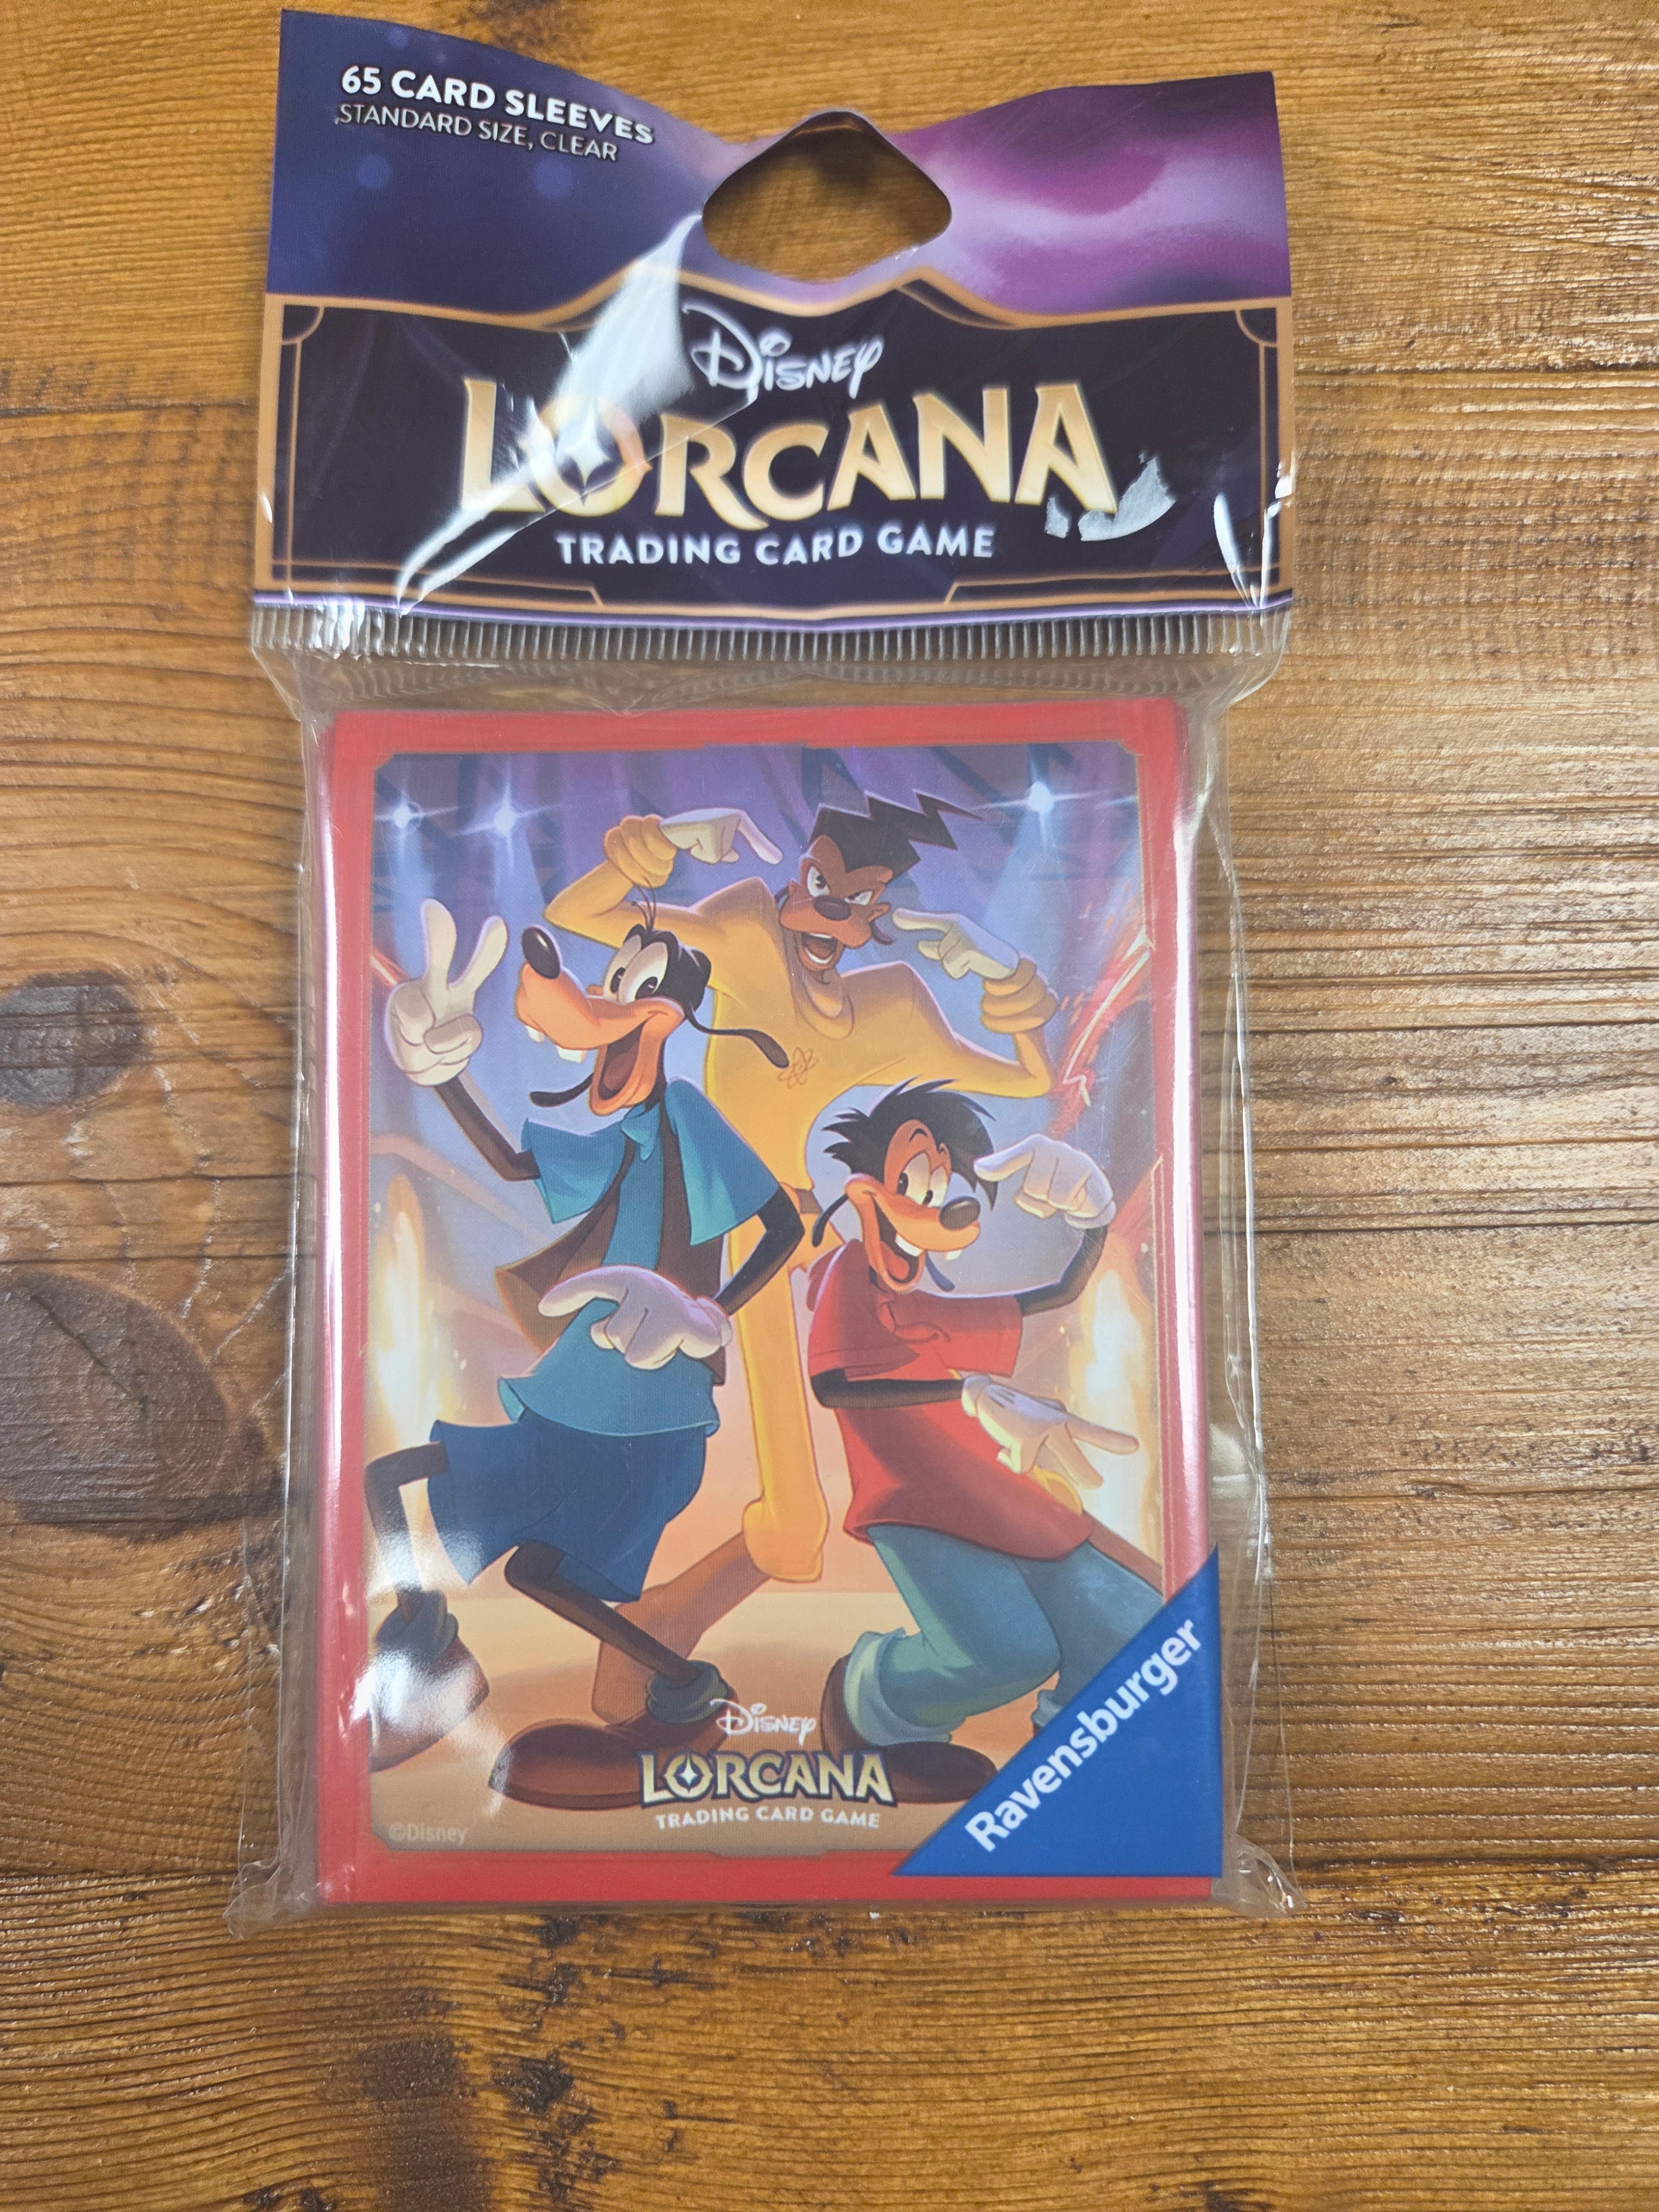 65 CARD SLEEVES
STANDARD SIZE, CLEAR
Disney
LORCANA
TRADING CARD GAME
Disney
LORCANA
TRADING CARD GAME
©Disney
Ravensburger